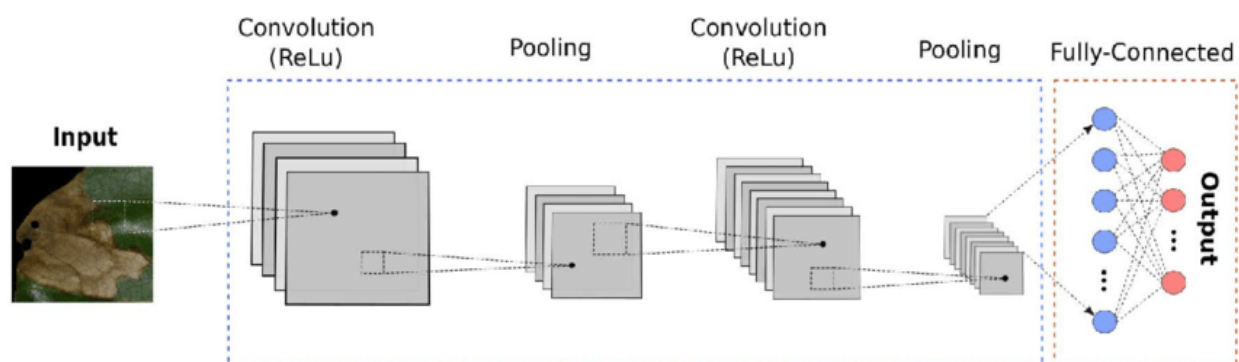 Convolution
(ReLu)
Pooling
Convolution
(ReLu)
Pooling
Fully-Connected
Input
...
...
Output